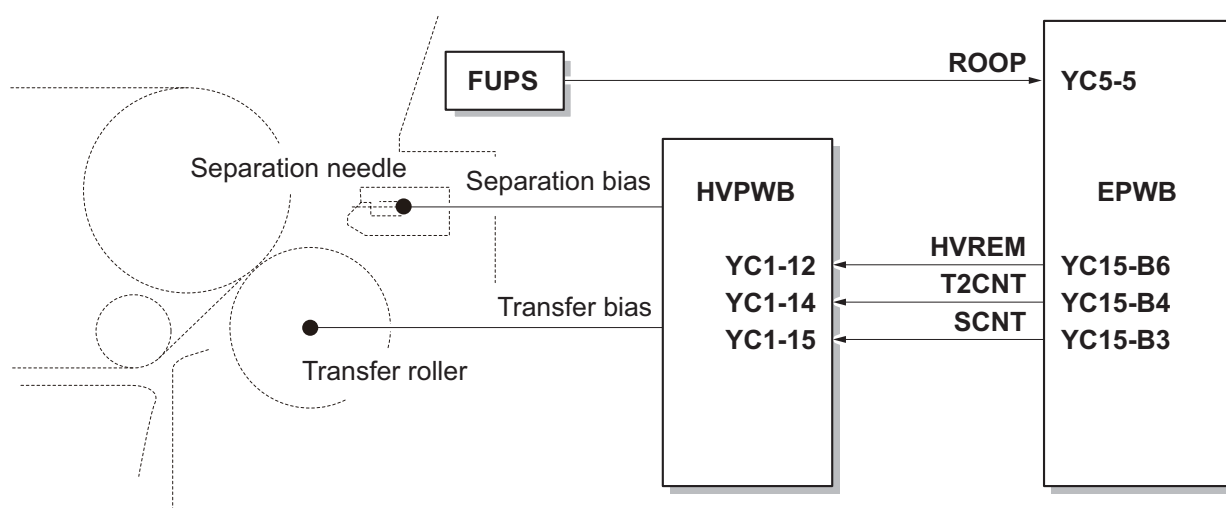 ROOP
FUPS
YC5-5
Separation needle
Separation bias
HVPWB
EPWB
HVREM
YC1-12
YC15-B6
T2CNT
Transfer bias
YC1-14
YC15-B4
SCNT
YC1-15
YC15-B3
Transfer roller